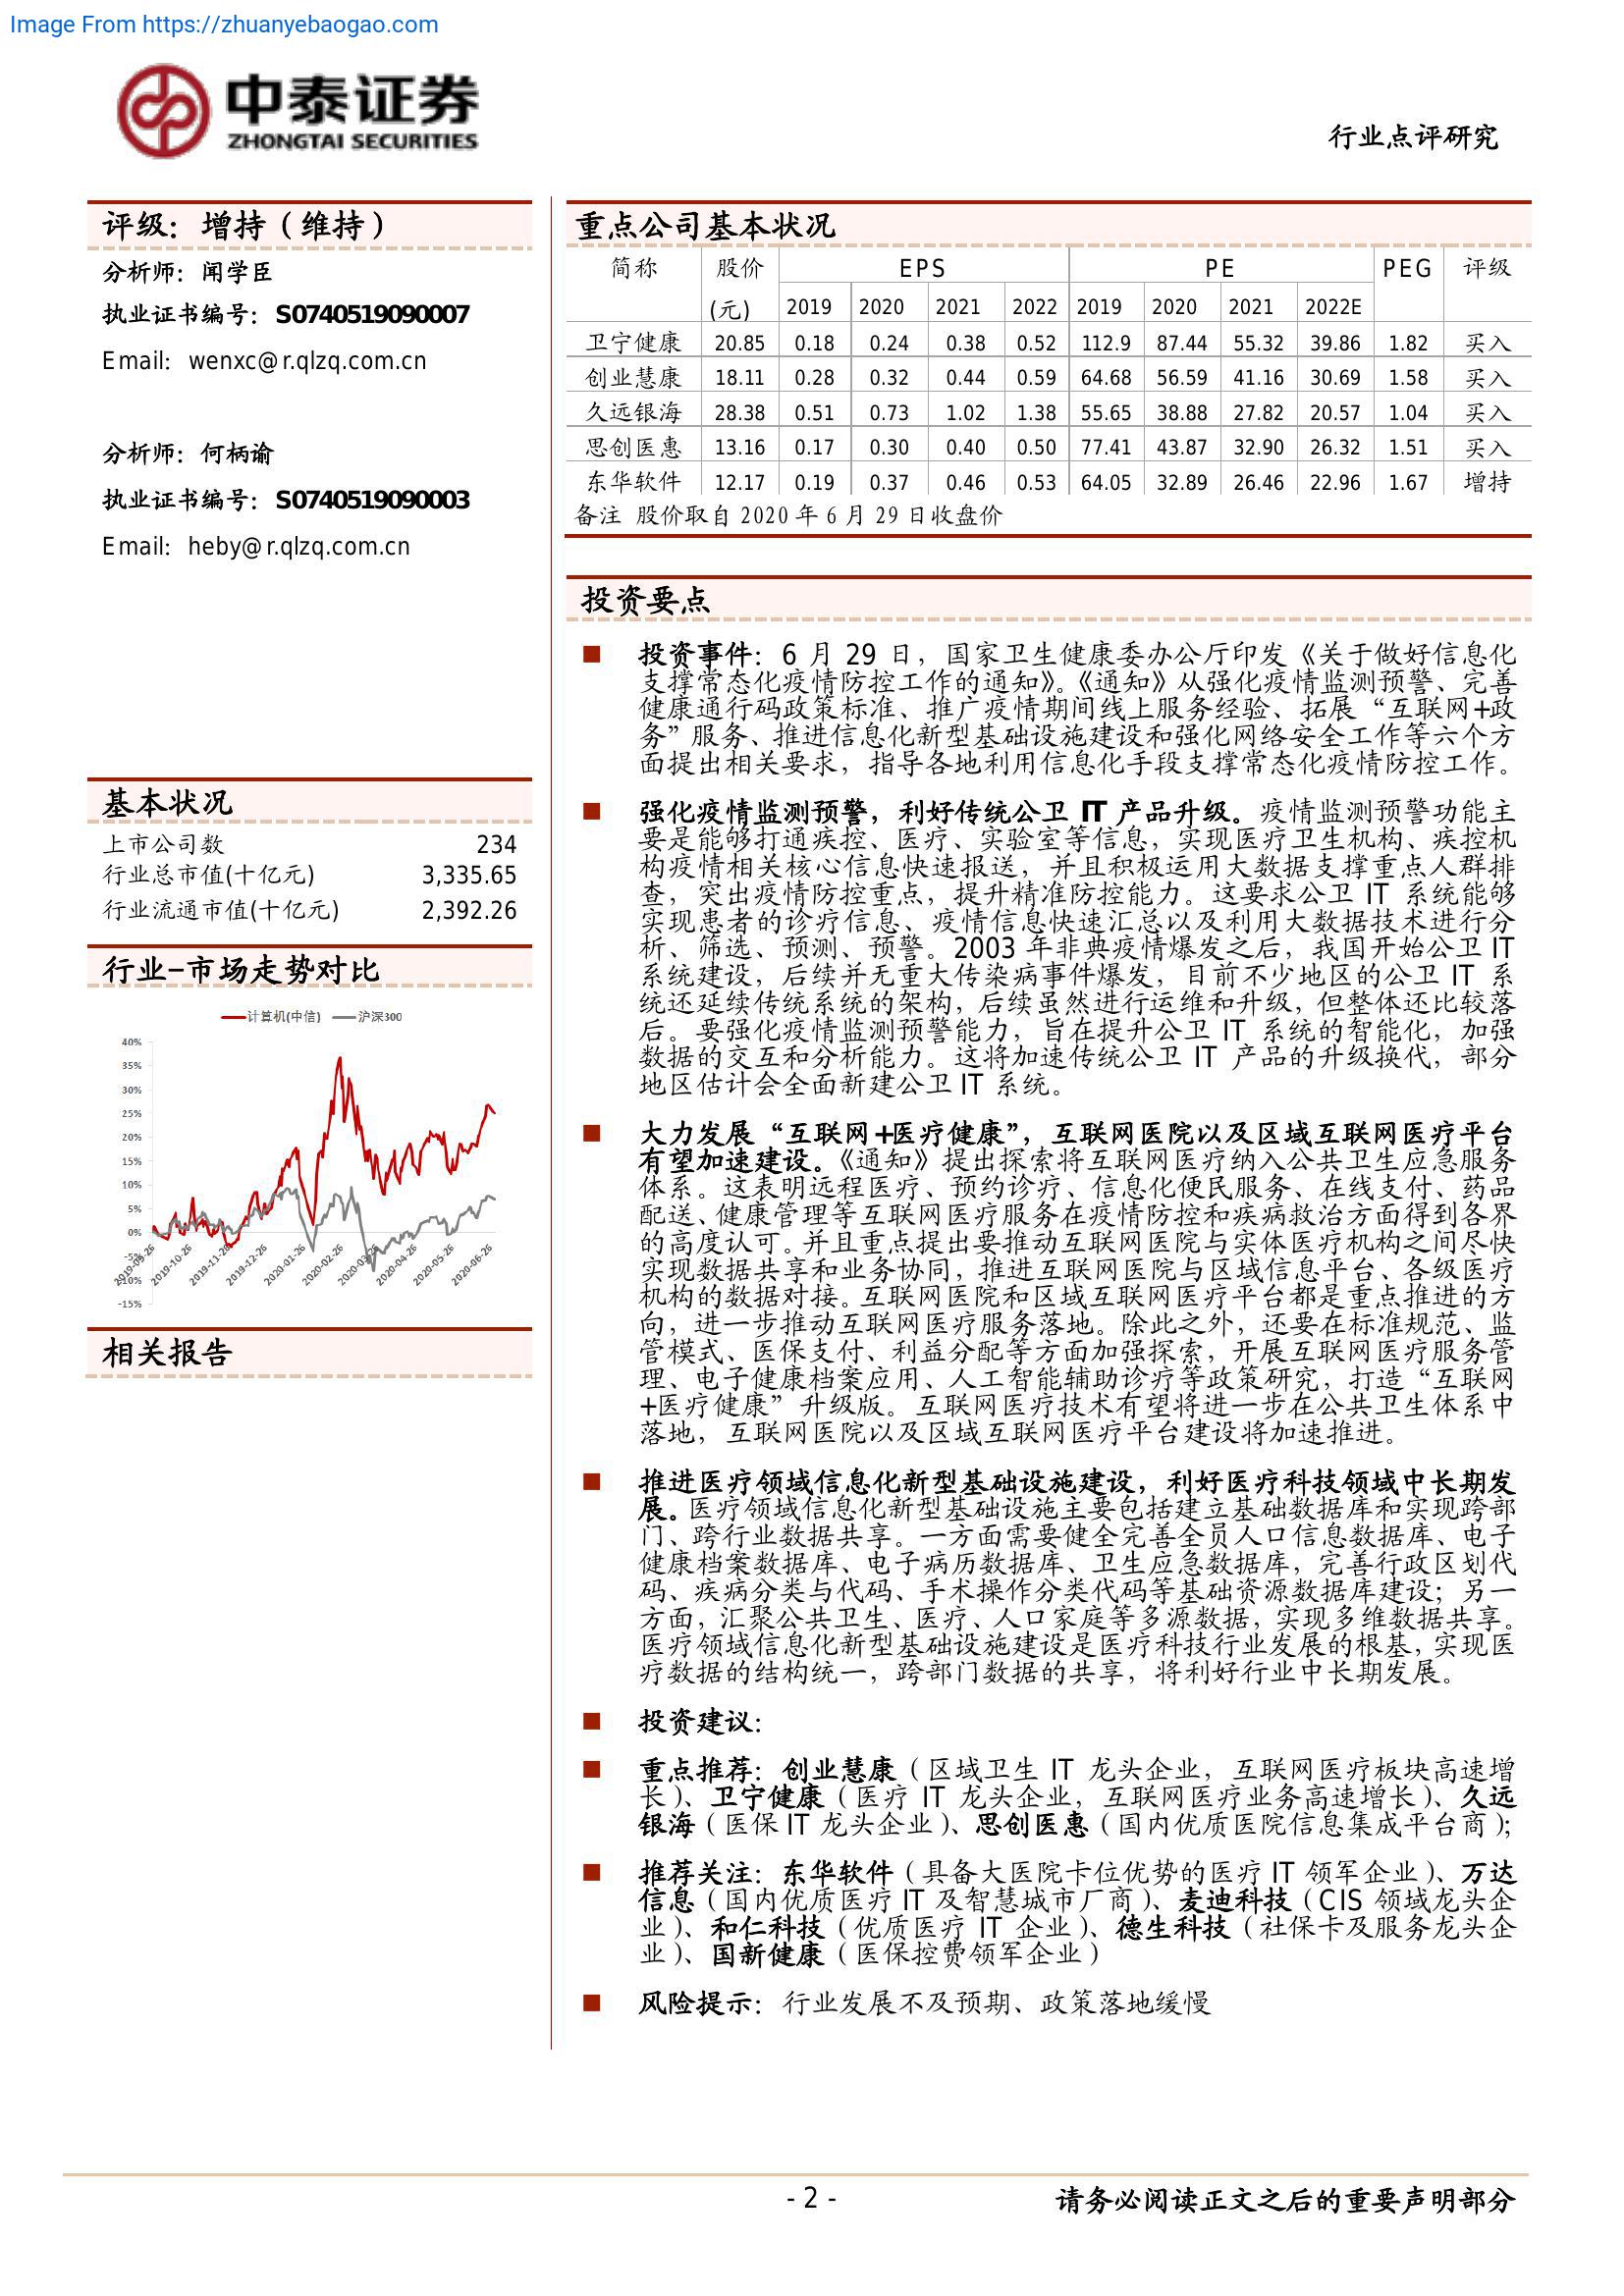 Image From https://zhuanyebaogao.com
中泰证券
ZHONGTAI SECURITIES
行业点评研究
评级：增持（维持）
分析师：闻学臣
执业证书编号：S0740519090007
Email：wenxc@r.qlzq.com.cn
分析师：何柄谕
执业证书编号：S0740519090003
Email：heby@r.qlzq.com.cn
基本状况
上市公司数 234
行业总市值(十亿元) 3,335.65
行业流通市值(十亿元) 2,392.26
行业-市场走势对比
计算机(中信) 沪深300
40%
35%
30%
25%
20%
15%
10%
5%
0%
-5%
-10%
-15%
2019-09-26 2019-10-26 2019-11-26 2019-12-26 2020-01-26 2020-02-26 2020-03-26 2020-04-26 2020-05-26 2020-06-26
相关报告
重点公司基本状况
简称 股价 EPS PE PEG 评级
(元) 2019 2020 2021 2022 2019 2020 2021 2022E
卫宁健康 20.85 0.18 0.24 0.38 0.52 112.9 87.44 55.32 39.86 1.82 买入
创业慧康 18.11 0.28 0.32 0.44 0.59 64.68 56.59 41.16 30.69 1.58 买入
久远银海 28.38 0.51 0.73 1.02 1.38 55.65 38.88 27.82 20.57 1.04 买入
思创医惠 13.16 0.17 0.30 0.40 0.50 77.41 43.87 32.90 26.32 1.51 买入
东华软件 12.17 0.19 0.37 0.46 0.53 64.05 32.89 26.46 22.96 1.67 增持
备注 股价取自 2020 年 6 月 29 日收盘价
投资要点
■ 投资事件：6 月 29 日，国家卫生健康委办公厅印发《关于做好信息化
支撑常态化疫情防控工作的通知》。《通知》从强化疫情监测预警、完善
健康通行码政策标准、推广疫情期间线上服务经验、拓展“互联网+政
务”服务、推进信息化新型基础设施建设和强化网络安全工作等六个方
面提出相关要求，指导各地利用信息化手段支撑常态化疫情防控工作。
■ 强化疫情监测预警，利好传统公卫 IT 产品升级。疫情监测预警功能主
要是能够打通疾控、医疗、实验室等信息，实现医疗卫生机构、疾控机
构疫情相关核心信息快速报送，并且积极运用大数据支撑重点人群排
查，突出疫情防控重点，提升精准防控能力。这要求公卫 IT 系统能够
实现患者的诊疗信息、疫情信息快速汇总以及利用大数据技术进行分
析、筛选、预测、预警。2003 年非典疫情爆发之后，我国开始公卫 IT
系统建设，后续并无重大传染病事件爆发，目前不少地区的公卫 IT 系
统还延续传统系统的架构，后续虽然进行运维和升级，但整体还比较落
后。要强化疫情监测预警能力，旨在提升公卫 IT 系统的智能化，加强
数据的交互和分析能力。这将加速传统公卫 IT 产品的升级换代，部分
地区估计会全面新建公卫 IT 系统。
■ 大力发展“互联网+医疗健康”，互联网医院以及区域互联网医疗平台
有望加速建设。《通知》提出探索将互联网医疗纳入公共卫生应急服务
体系。这表明远程医疗、预约诊疗、信息化便民服务、在线支付、药品
配送、健康管理等互联网医疗服务在疫情防控和疾病救治方面得到各界
的高度认可。并且重点提出要推动互联网医院与实体医疗机构之间尽快
实现数据共享和业务协同，推进互联网医院与区域信息平台、各级医疗
机构的数据对接。互联网医院和区域互联网医疗平台都是重点推进的方
向，进一步推动互联网医疗服务落地。除此之外，还要在标准规范、监
管模式、医保支付、利益分配等方面加强探索，开展互联网医疗服务管
理、电子健康档案应用、人工智能辅助诊疗等政策研究，打造“互联网
+医疗健康”升级版。互联网医疗技术有望将进一步在公共卫生体系中
落地，互联网医院以及区域互联网医疗平台建设将加速推进。
■ 推进医疗领域信息化新型基础设施建设，利好医疗科技领域中长期发
展。医疗领域信息化新型基础设施主要包括建立基础数据库和实现跨部
门、跨行业数据共享。一方面需要健全完善全员人口信息数据库、电子
健康档案数据库、电子病历数据库、卫生应急数据库，完善行政区划代
码、疾病分类与代码、手术操作分类代码等基础资源数据库建设；另一
方面，汇聚公共卫生、医疗、人口家庭等多源数据，实现多维数据共享。
医疗领域信息化新型基础设施建设是医疗科技行业发展的根基，实现医
疗数据的结构统一，跨部门数据的共享，将利好行业中长期发展。
■ 投资建议：
■ 重点推荐：创业慧康（区域卫生 IT 龙头企业，互联网医疗板块高速增
长）、卫宁健康（医疗 IT 龙头企业，互联网医疗业务高速增长）、久远
银海（医保 IT 龙头企业）、思创医惠（国内优质医院信息集成平台商）；
■ 推荐关注：东华软件（具备大医院卡位优势的医疗 IT 领军企业）、万达
信息（国内优质医疗 IT 及智慧城市厂商）、麦迪科技（CIS 领域龙头企
业）、和仁科技（优质医疗 IT 企业）、德生科技（社保卡及服务龙头企
业）、国新健康（医保控费领军企业）
■ 风险提示：行业发展不及预期、政策落地缓慢
- 2 -
请务必阅读正文之后的重要声明部分